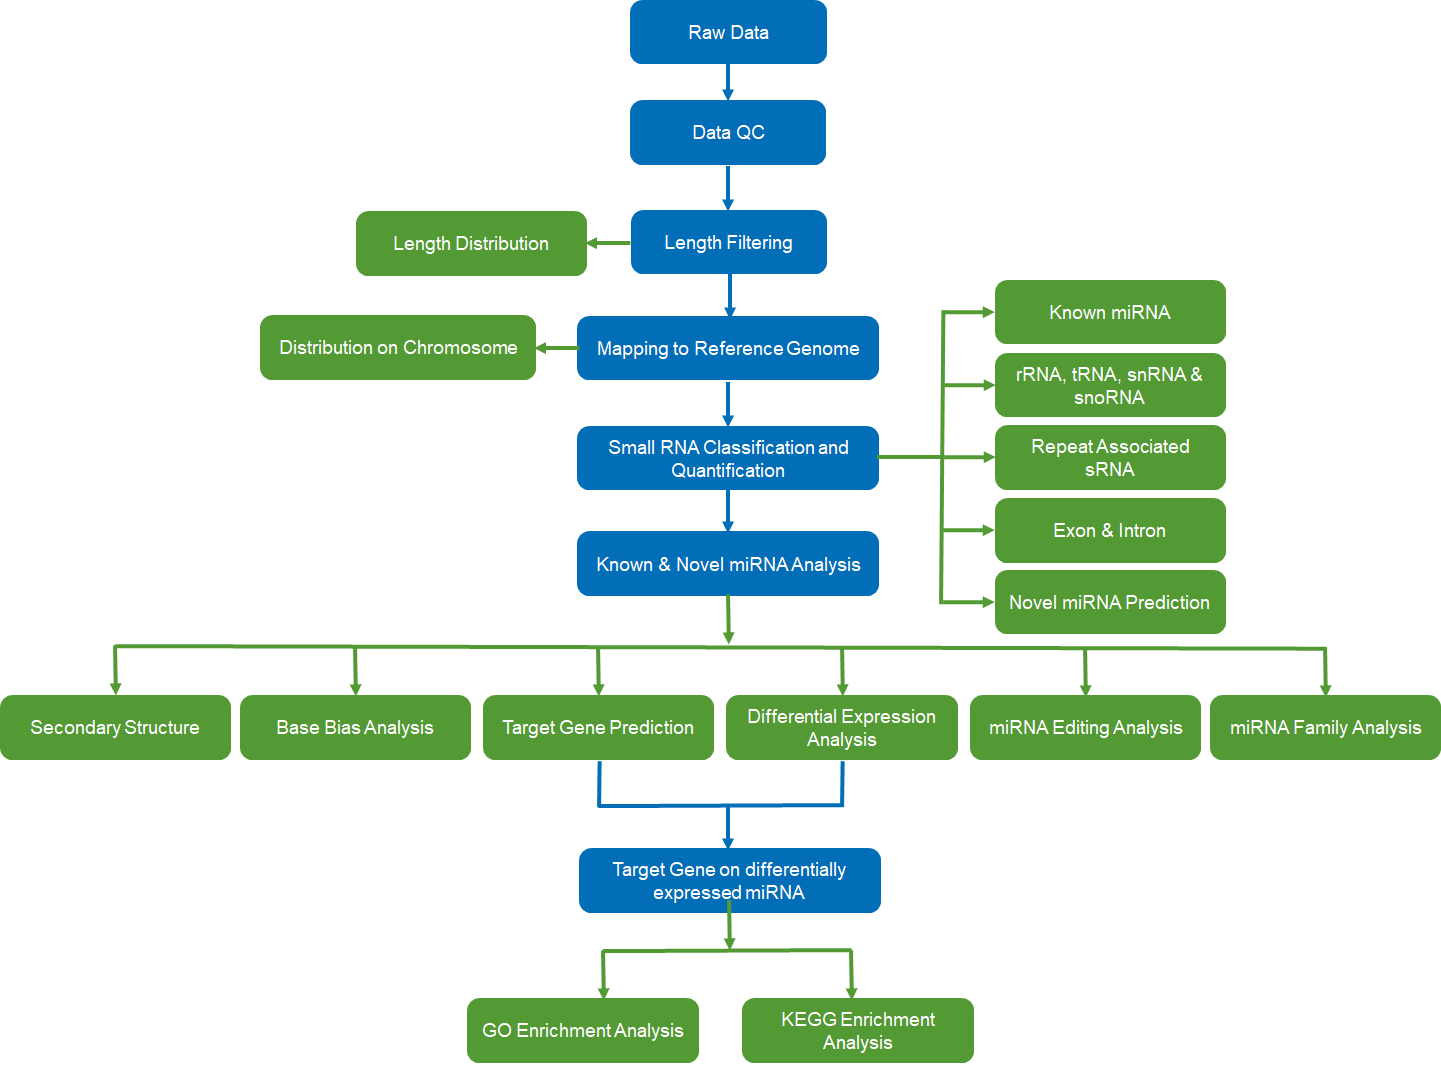 Raw Data
Data QC
Length Distribution
Length Filtering
Known miRNA
Distribution on Chromosome
Mapping to Reference Genome
rRNA, tRNA, snRNA &
snoRNA
Small RNA Classification and
Quantification
Repeat Associated
sRNA
Exon & Intron
Known & Novel miRNA Analysis
Novel miRNA Prediction
Secondary Structure
Base Bias Analysis
Target Gene Prediction
Differential Expression
Analysis
miRNA Editing Analysis
miRNA Family Analysis
Target Gene on differentially
expressed miRNA
GO Enrichment Analysis
KEGG Enrichment
Analysis